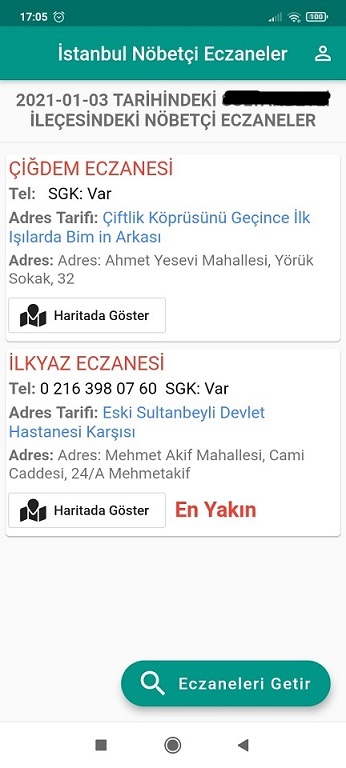 17:05
100
İstanbul Nöbetçi Eczaneler
2021-01-03 TARİHİNDEKİ
İLEÇESİNDEKİ NÖBETÇİ ECZANELER
ÇİĞDEM ECZANESİ
Tel: SGK: Var
Adres Tarifi: Çiftlik Köprüsünü Geçince İlk
Işılarda Bim in Arkası
Adres: Adres: Ahmet Yesevi Mahallesi, Yörük
Sokak, 32
Haritada Göster
İLKYAZ ECZANESİ
Tel: 0 216 398 07 60 SGK: Var
Adres Tarifi: Eski Sultanbeyli Devlet
Hastanesi Karşısı
Adres: Adres: Mehmet Akif Mahallesi, Cami
Caddesi, 24/A Mehmetakif
Haritada Göster En Yakın
Eczaneleri Getir